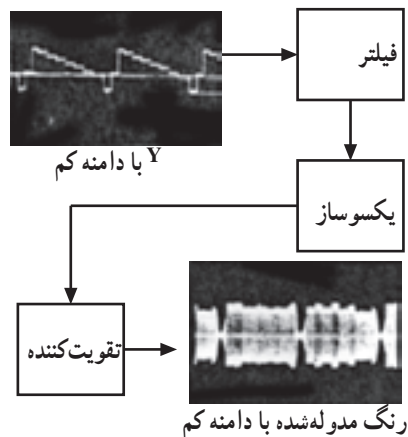 فیلتر
Y با دامنه کم
یکسوساز
تقویت‌کننده
رنگ مدوله‌شده با دامنه کم